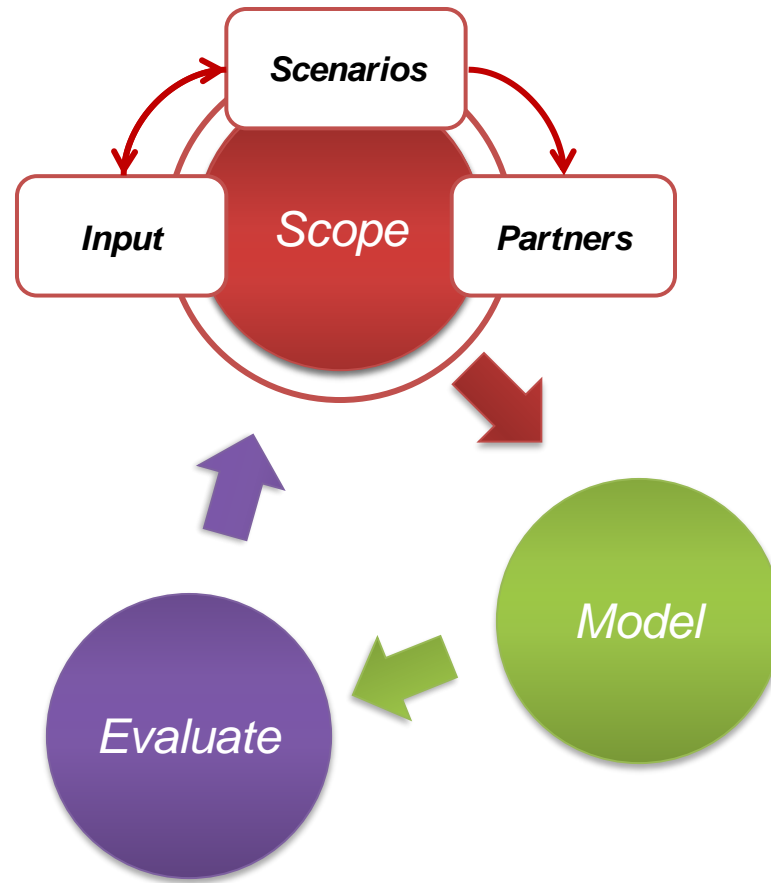 Scenarios
Input
Scope
Partners
Model
Evaluate